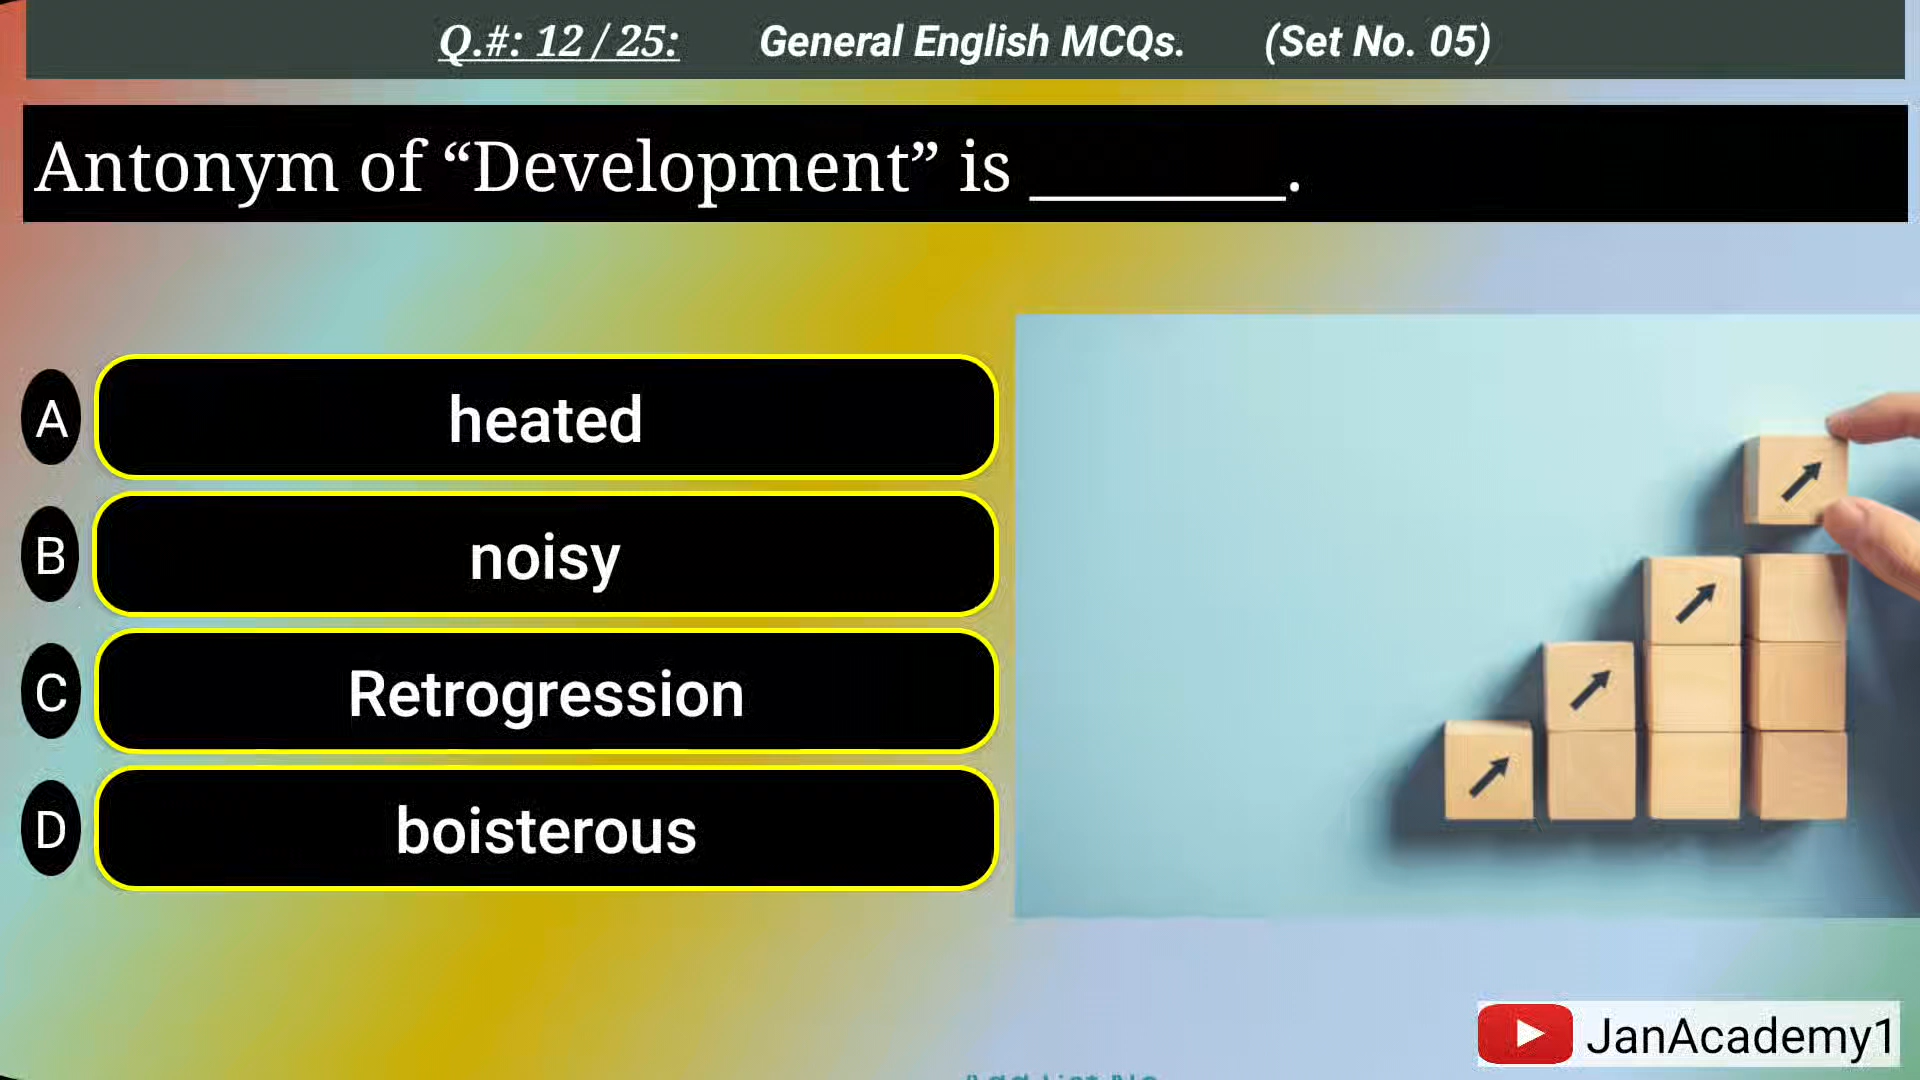 Q.#: 12 / 25: General English MCQs. (Set No. 05)
Antonym of “Development” is ________.
A heated
B noisy
C Retrogression
D boisterous
JanAcademy1